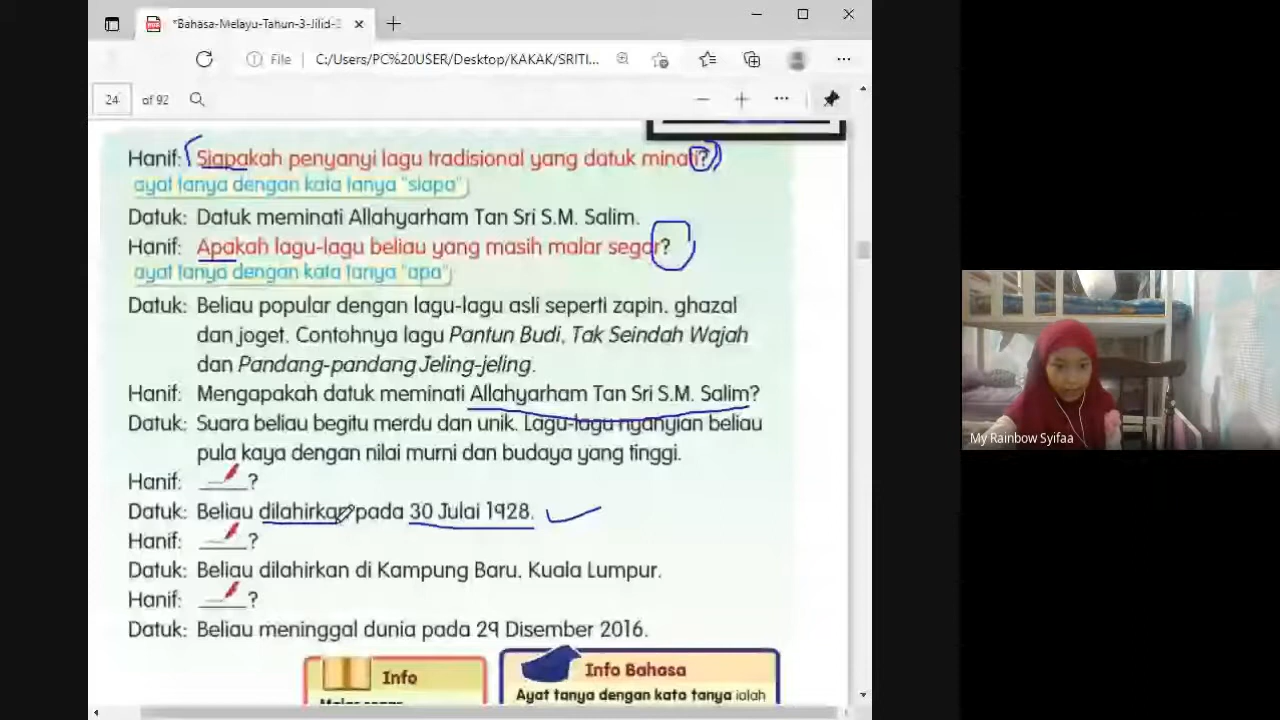 *Bahasa-Melayu-Tahun-3-Jilid-2
File
C:/Users/PC%20USER/Desktop/KAKAK/SRITI...
24 of 92
Hanif: Siapakah penyanyi lagu tradisional yang datuk minati?
ayat tanya dengan kata tanya "siapa"
Datuk: Datuk meminati Allahyarham Tan Sri S.M. Salim.
Hanif: Apakah lagu-lagu beliau yang masih malar segar?
ayat tanya dengan kata tanya "apa"
Datuk: Beliau popular dengan lagu-lagu asli seperti zapin, ghazal
dan joget. Contohnya lagu Pantun Budi, Tak Seindah Wajah
dan Pandang-pandang Jeling-jeling.
Hanif: Mengapakah datuk meminati Allahyarham Tan Sri S.M. Salim?
Datuk: Suara beliau begitu merdu dan unik. Lagu-lagu nyanyian beliau
pula kaya dengan nilai murni dan budaya yang tinggi.
Hanif: ____?
Datuk: Beliau dilahirkan pada 30 Julai 1928.
Hanif: ____?
Datuk: Beliau dilahirkan di Kampung Baru, Kuala Lumpur.
Hanif: ____?
Datuk: Beliau meninggal dunia pada 29 Disember 2016.
Info
Malar segar
Info Bahasa
Ayat tanya dengan kata tanya ialah
My Rainbow Syifaa